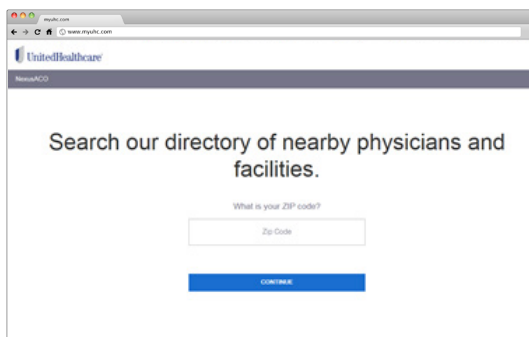 myuhc.com
www.myuhc.com
UnitedHealthcare
NexusACO
Search our directory of nearby physicians and
facilities.
What is your ZIP code?
Zip Code
CONTINUE